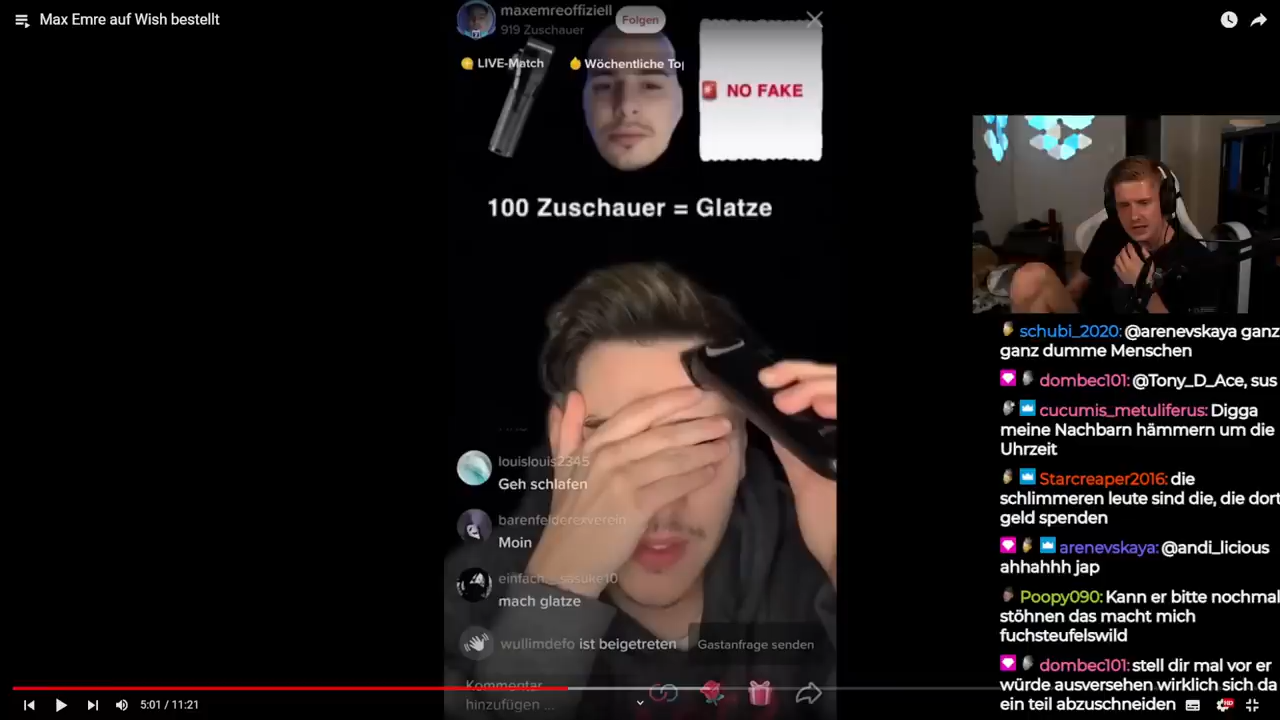 Max Emre auf Wish bestellt
maxemreoffiziell
919 Zuschauer
Folgen
LIVE-Match
Wöchentliche To
NO FAKE
100 Zuschauer = Glatze
louislouis2345
Geh schlafen
barenfelderexverein
Moin
mach glatze
wullimdefo ist beigetreten
Gastanfrage senden
Kommentar
hinzufügen ...
5:01 / 11:21
schubi_2020: @arenevskaya ganz
ganz dumme Menschen
dombec101: @Tony_D_Ace, sus
cucumis_metuliferus: Digga
meine Nachbarn hämmern um die
Uhrzeit
Starcreaper2016: die
schlimmeren leute sind die, die dort
geld spenden
arenevskaya: @andi_licious
ahhahhh jap
Poopy090: Kann er bitte nochmal
stöhnen das macht mich
fuchsteufelswild
dombec101: stell dir mal vor er
würde ausversehen wirklich sich da
ein teil abzuschneiden